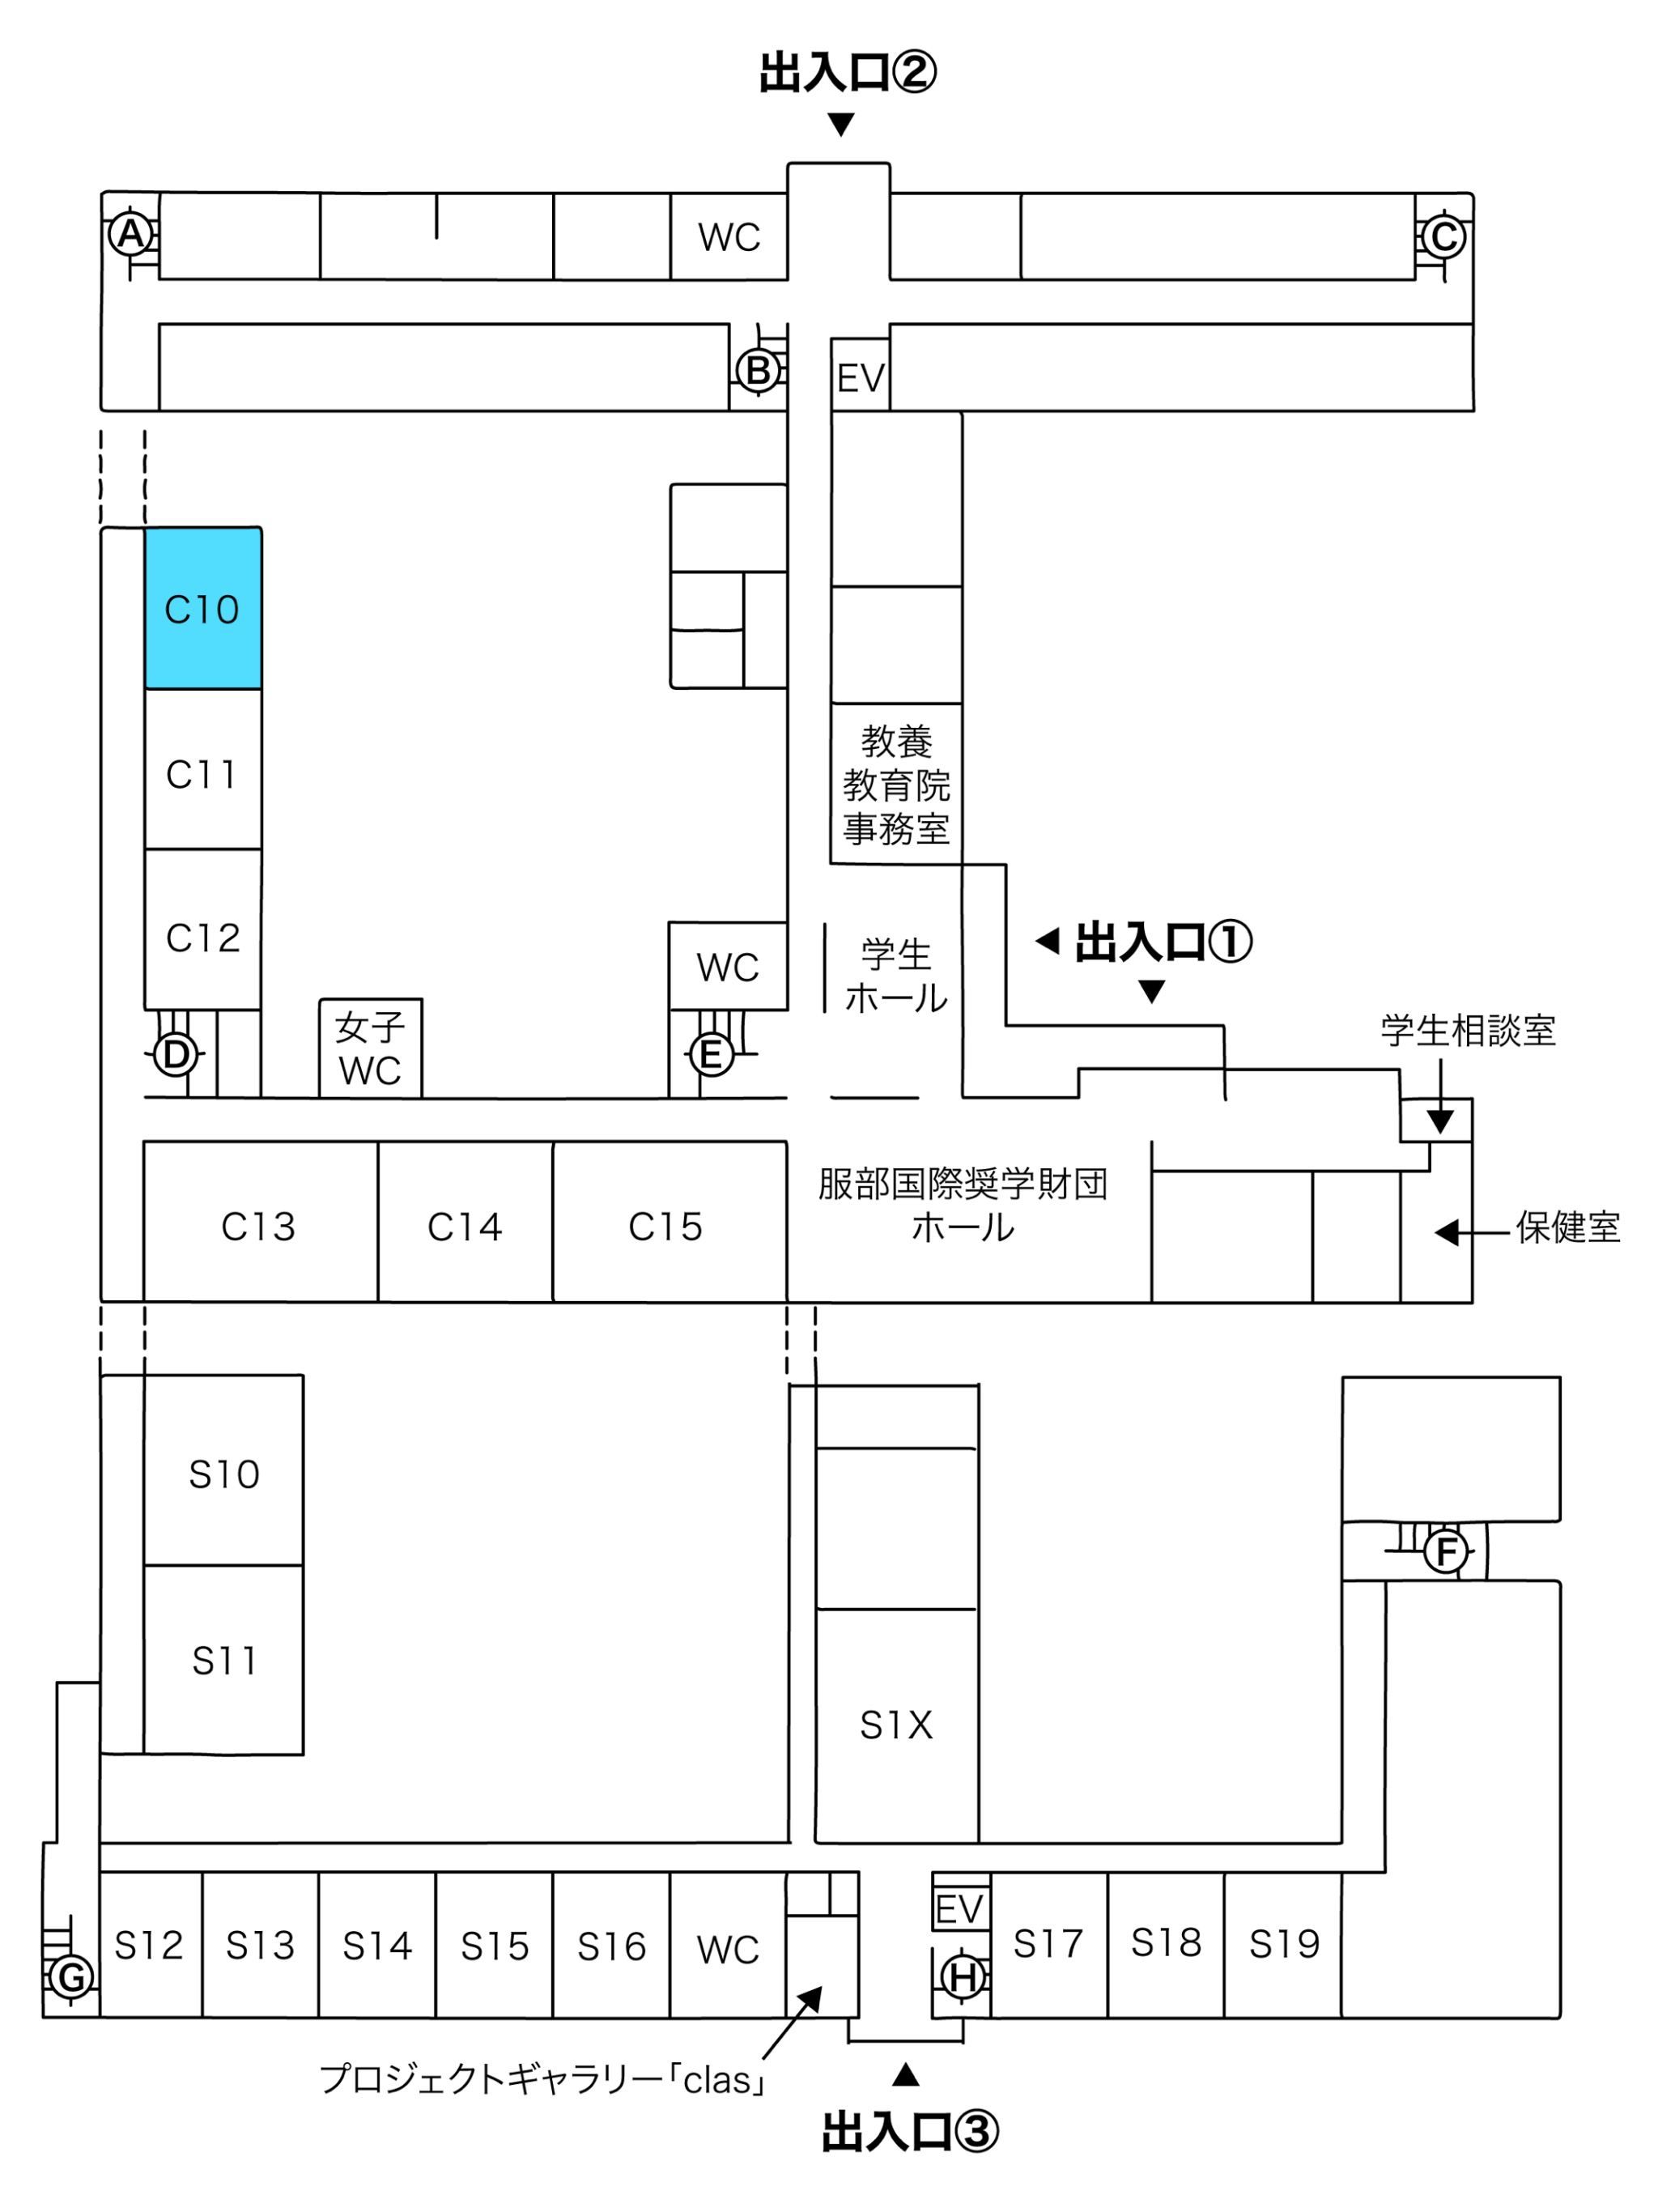 出入口②
A
WC
C
B
EV
C10
C11
教養
教育院
事務室
C12
WC
学生
ホール
出入口①
女子
WC
D
E
学生相談室
C13
C14
C15
服部国際奨学財団
ホール
保健室
S10
F
S11
S1X
S12
S13
S14
S15
S16
WC
EV
S17
S18
S19
G
H
プロジェクトギャラリー「clas」
出入口③